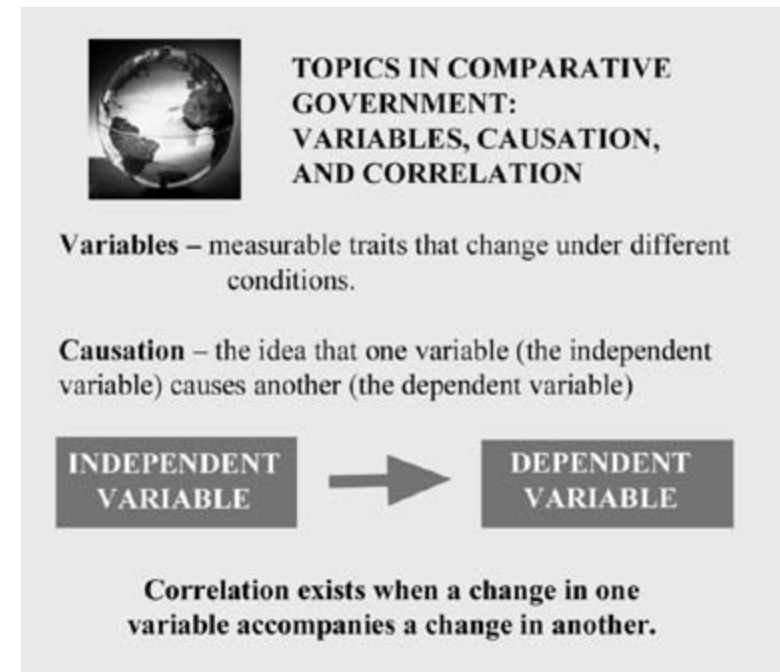 TOPICS IN COMPARATIVE
GOVERNMENT:
VARIABLES, CAUSATION,
AND CORRELATION
Variables – measurable traits that change under different
conditions.
Causation – the idea that one variable (the independent
variable) causes another (the dependent variable)
INDEPENDENT
VARIABLE
DEPENDENT
VARIABLE
Correlation exists when a change in one
variable accompanies a change in another.